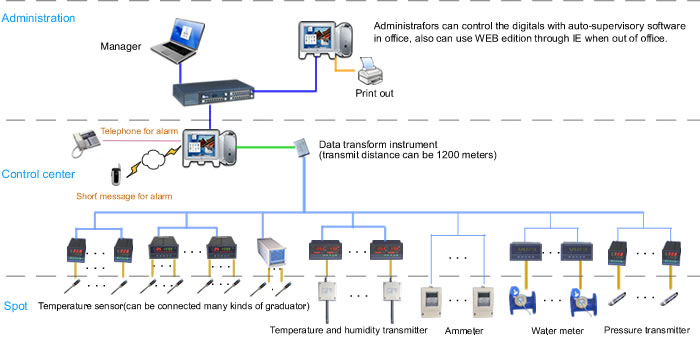 Administration
Administrafors can control the digitals with auto-supervisory software
in office, also can use WEB edition through IE when out of office.
Manager
Print out
Telephone for alarm
Data transform instrument
(transmit distance can be 1200 meters)
Control center
Short message for alarm
Spot
Temperature sensor(can be connected many kinds of graduator)
Temperature and humidity transmitter
Ammeter
Water meter
Pressure transmitter